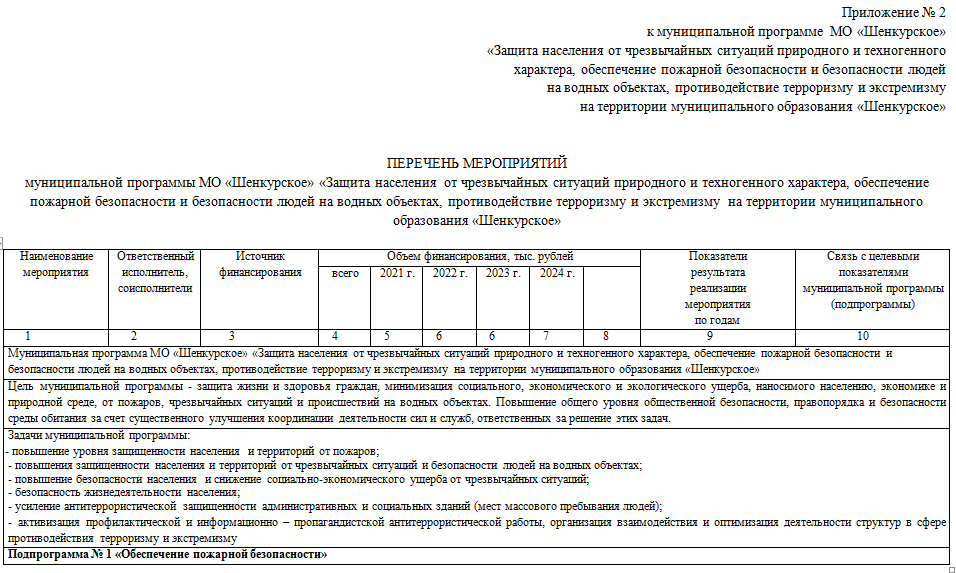 Приложение № 2
к муниципальной программе МО «Шенкурское»
«Защита населения от чрезвычайных ситуаций природного и техногенного
характера, обеспечение пожарной безопасности и безопасности людей
на водных объектах, противодействие терроризму и экстремизму
на территории муниципального образования «Шенкурское»
ПЕРЕЧЕНЬ МЕРОПРИЯТИЙ
муниципальной программы МО «Шенкурское» «Защита населения от чрезвычайных ситуаций природного и техногенного характера, обеспечение
пожарной безопасности и безопасности людей на водных объектах, противодействие терроризму и экстремизму на территории муниципального
образования «Шенкурское»
Наименование
мероприятия
Ответственный
исполнитель,
соисполнители
Источник
финансирования
Объем финансирования, тыс. рублей
всего
2021 г.
2022 г.
2023 г.
2024 г.
Показатели
результата
реализации
мероприятия
по годам
Связь с целевыми
показателями
муниципальной программы
(подпрограммы)
1 2 3 4 5 6 6 7 8 9 10
Муниципальная программа МО «Шенкурское» «Защита населения от чрезвычайных ситуаций природного и техногенного характера, обеспечение пожарной безопасности и
безопасности людей на водных объектах, противодействие терроризму и экстремизму на территории муниципального образования «Шенкурское»
Цель муниципальной программы - защита жизни и здоровья граждан, минимизация социального, экономического и экологического ущерба, наносимого населению, экономике и
природной среде, от пожаров, чрезвычайных ситуаций и происшествий на водных объектах. Повышение общего уровня общественной безопасности, правопорядка и безопасности
среды обитания за счет существенного улучшения координации деятельности сил и служб, ответственных за решение этих задач.
Задачи муниципальной программы:
- повышение уровня защищенности населения и территорий от пожаров;
- повышения защищенности населения и территорий от чрезвычайных ситуаций и безопасности людей на водных объектах;
- повышение безопасности населения и снижение социально-экономического ущерба от чрезвычайных ситуаций;
- безопасность жизнедеятельности населения;
- усиление антитеррористической защищенности административных и социальных зданий (мест массового пребывания людей);
- активизация профилактической и информационно – пропагандистской антитеррористической работы, организация взаимодействия и оптимизация деятельности структур в сфере
противодействия терроризму и экстремизму
Подпрограмма № 1 «Обеспечение пожарной безопасности»